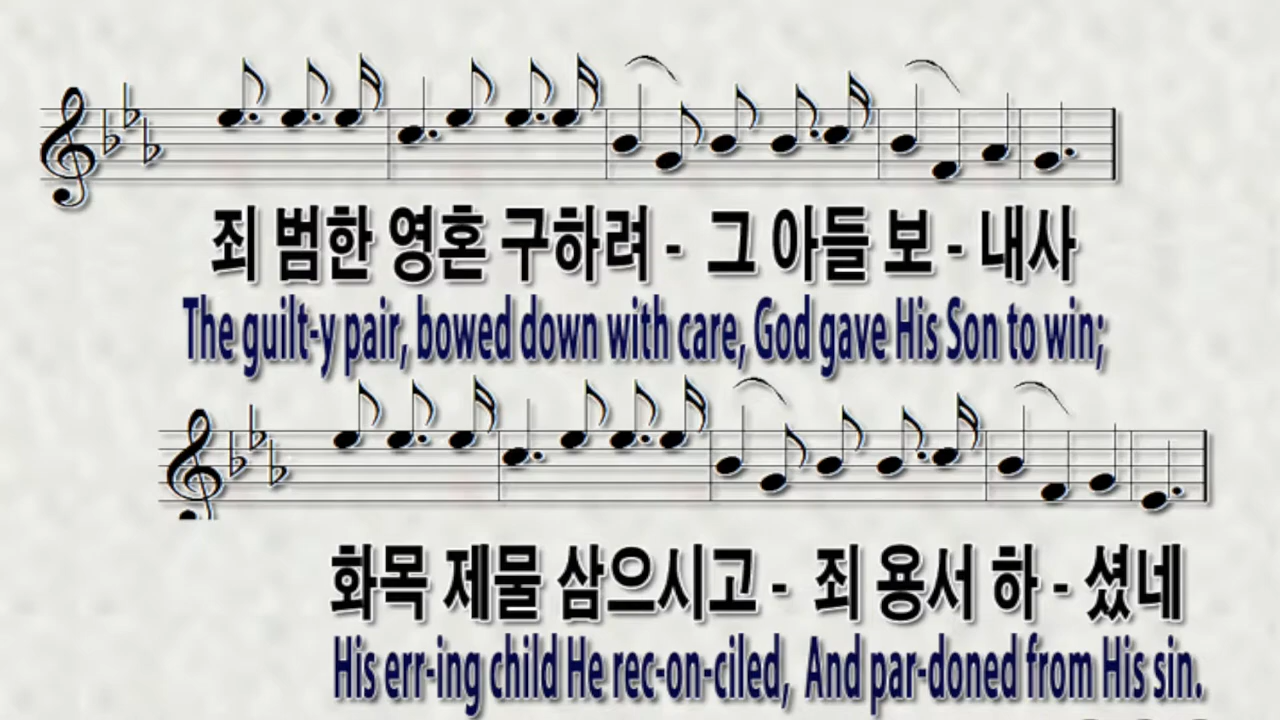 죄 범한 영혼 구하려 - 그 아들 보 - 내사
The guilt-y pair, bowed down with care, God gave His Son to win;
화목 제물 삼으시고 - 죄 용서 하 - 셨네
His err-ing child He rec-on-ciled, And par-doned from His sin.